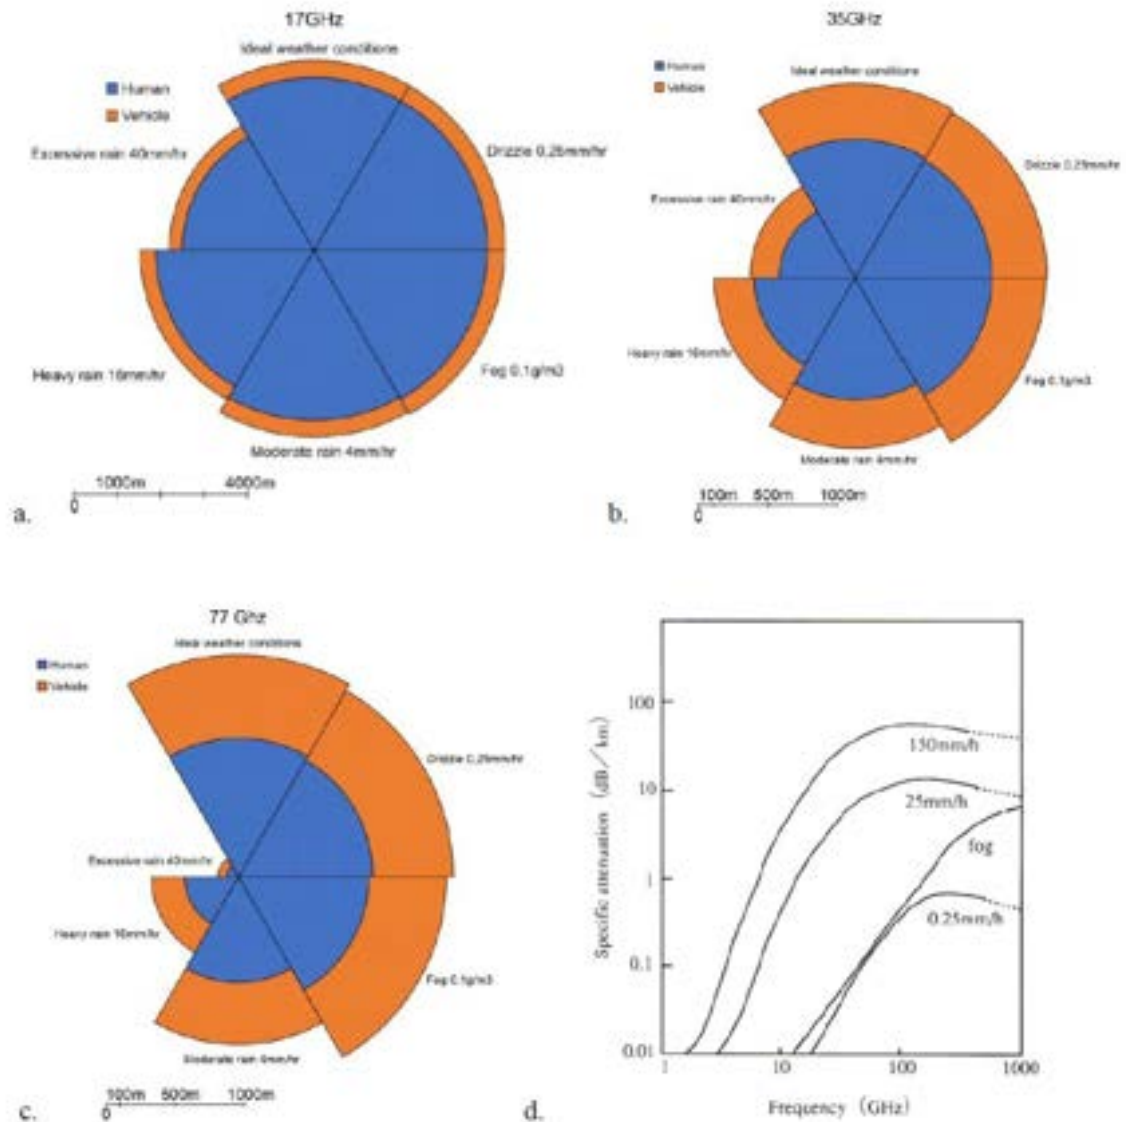 17GHz
Ideal weather conditions
Human
Vehicle
Excessive rain 40mm/hr
Drizzle 0.25mm/hr
Heavy rain 16mm/hr
Fog 0.1g/m3
Moderate rain 4mm/hr
1000m 4000m
0
a.
35GHz
Ideal weather conditions
Human
Vehicle
Drizzle 0.25mm/hr
Excessive rain 40mm/hr
Heavy rain 16mm/hr
Fog 0.1g/m3
Moderate rain 4mm/hr
100m 500m 1000m
0
b.
77 Ghz
Ideal weather conditions
Human
Vehicle
Drizzle 0.25mm/hr
Excessive rain 40mm/hr
Heavy rain 16mm/hr
Fog 0.1g/m3
Moderate rain 4mm/hr
100m 500m 1000m
0
c.
Specific attenuation (dB/km)
100
10
1
0.1
0.01
150mm/h
25mm/h
fog
0.25mm/h
1 10 100 1000
Frequency (GHz)
d.